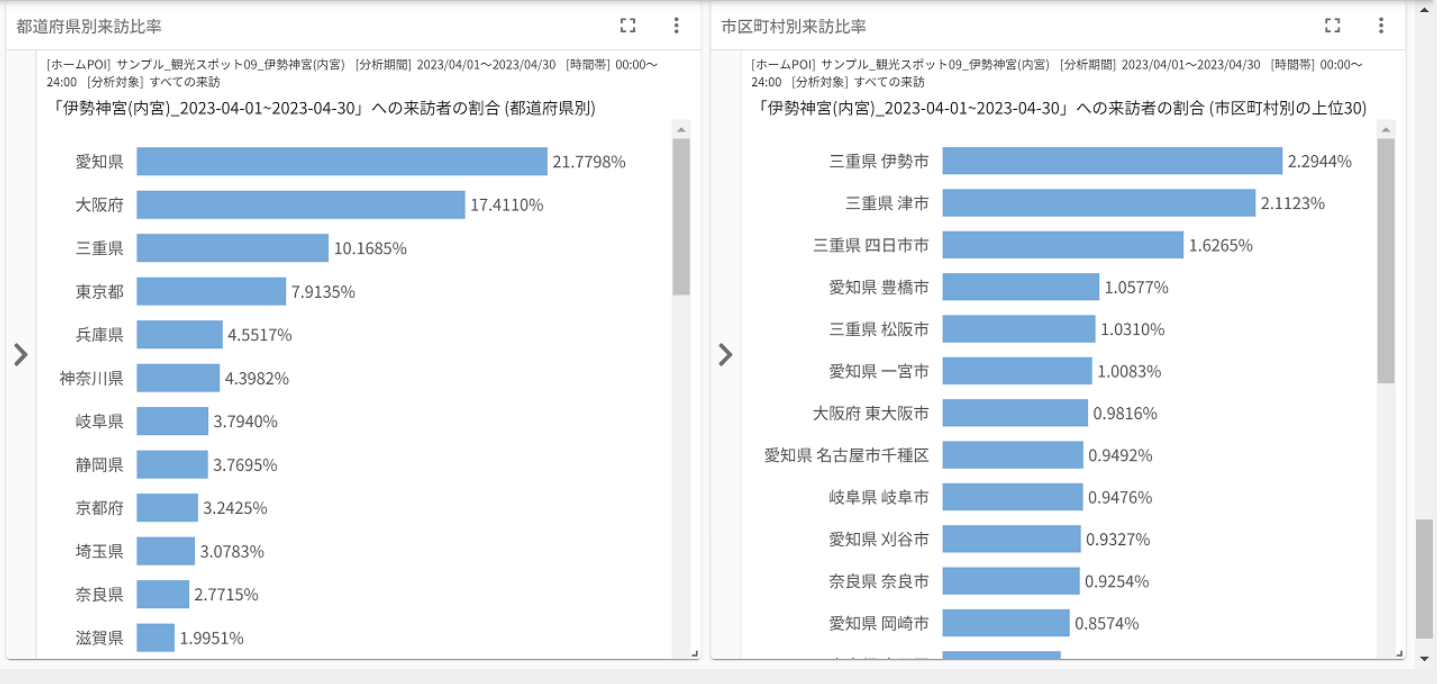 都道府県別来訪比率
[ホームPOI] サンプル_観光スポット09_伊勢神宮(内宮) [分析期間] 2023/04/01～2023/04/30 [時間帯] 00:00～
24:00 [分析対象] すべての来訪
「伊勢神宮(内宮)_2023-04-01~2023-04-30」への来訪者の割合 (都道府県別)
愛知県 21.7798%
大阪府 17.4110%
三重県 10.1685%
東京都 7.9135%
兵庫県 4.5517%
神奈川県 4.3982%
岐阜県 3.7940%
静岡県 3.7695%
京都府 3.2425%
埼玉県 3.0783%
奈良県 2.7715%
滋賀県 1.9951%
市区町村別来訪比率
[ホームPOI] サンプル_観光スポット09_伊勢神宮(内宮) [分析期間] 2023/04/01～2023/04/30 [時間帯] 00:00～
24:00 [分析対象] すべての来訪
「伊勢神宮(内宮)_2023-04-01~2023-04-30」への来訪者の割合 (市区町村別の上位30)
三重県 伊勢市 2.2944%
三重県 津市 2.1123%
三重県 四日市市 1.6265%
愛知県 豊橋市 1.0577%
三重県 松阪市 1.0310%
愛知県 一宮市 1.0083%
大阪府 東大阪市 0.9816%
愛知県 名古屋市千種区 0.9492%
岐阜県 岐阜市 0.9476%
愛知県 刈谷市 0.9327%
奈良県 奈良市 0.9254%
愛知県 岡崎市 0.8574%